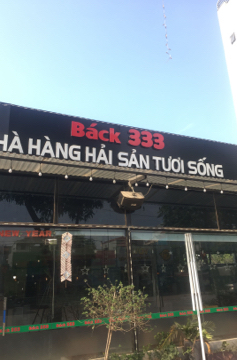 Báck 333
HÀ HÀNG HẢI SẢN TƯƠI SỐNG